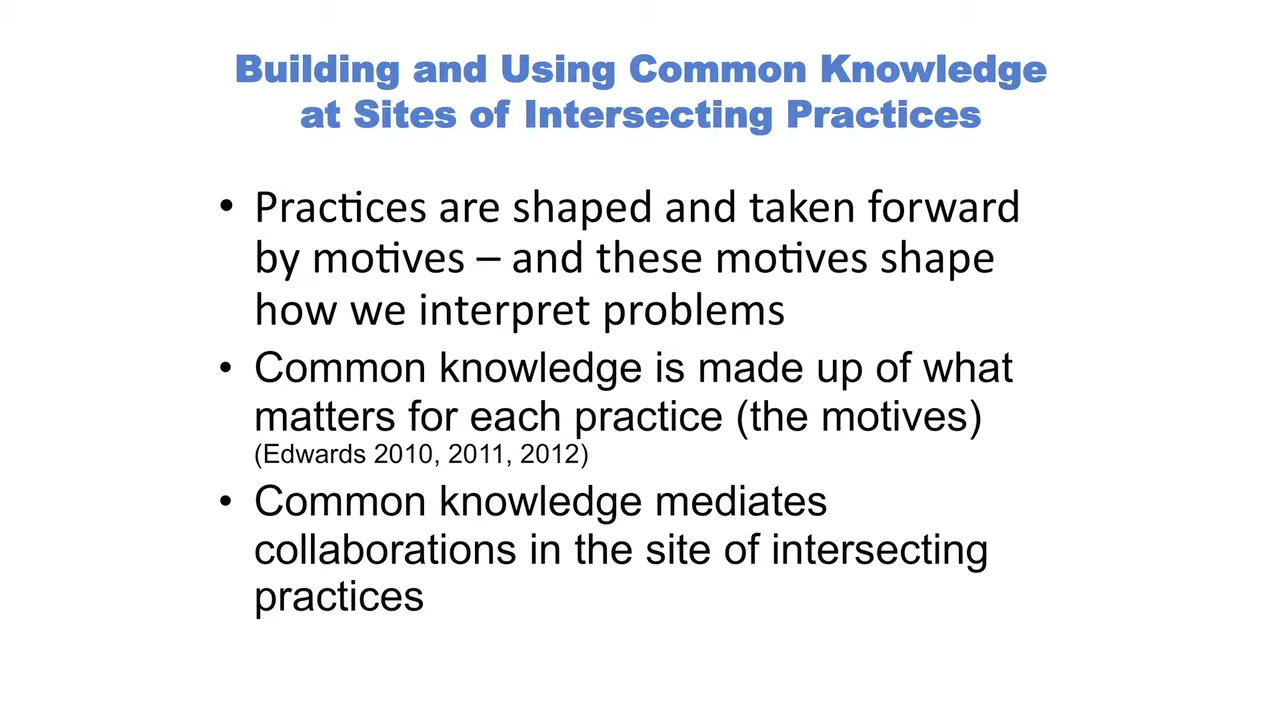 Building and Using Common Knowledge
at Sites of Intersecting Practices
• Practices are shaped and taken forward
by motives – and these motives shape
how we interpret problems
• Common knowledge is made up of what
matters for each practice (the motives)
(Edwards 2010, 2011, 2012)
• Common knowledge mediates
collaborations in the site of intersecting
practices